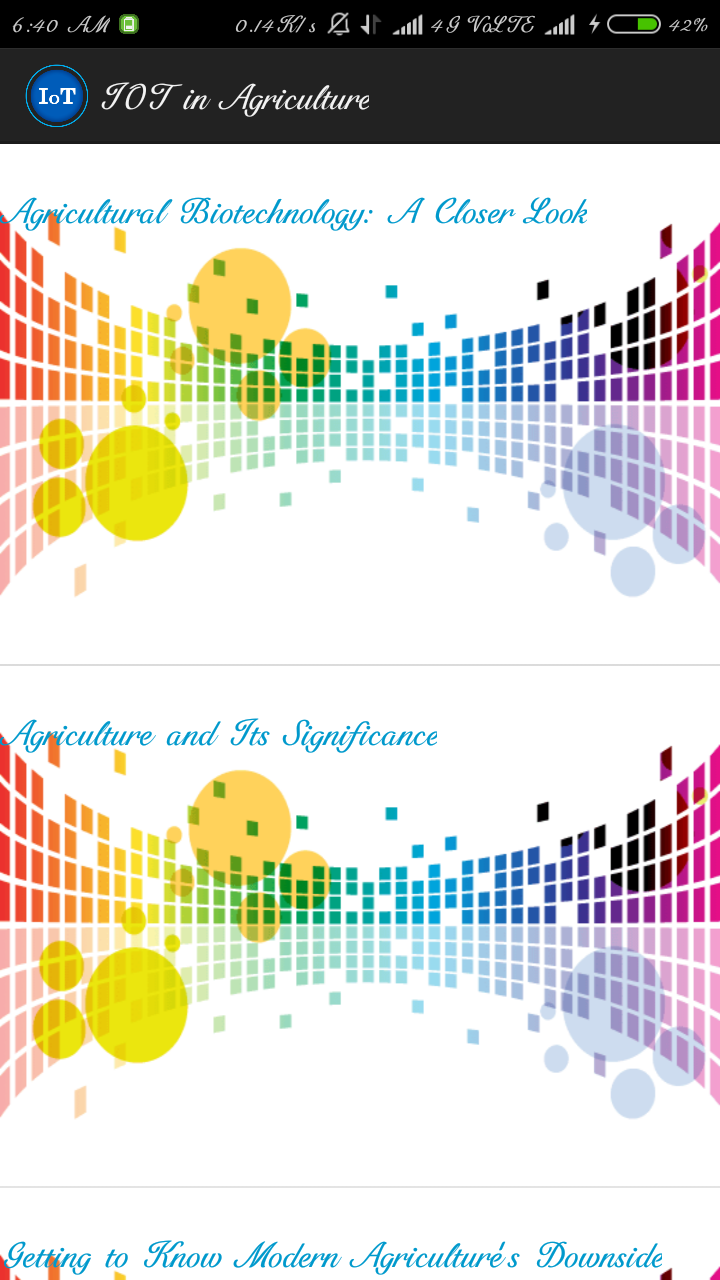 6:40 AM 0.14K/s 4G VoLTE 42%
IoT IOT in Agriculture
Agricultural Biotechnology: A Closer Look
Agriculture and Its Significance
Getting to Know Modern Agriculture's Downside